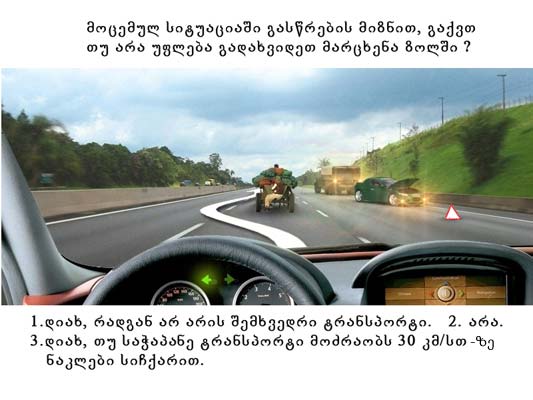 მოცემულ სიტუაციაში გასწრების მიზნით, გაქვთ
თუ არა უფლება გადახვიდეთ მარცხენა ზოლში ?
1.დიახ, რადგან არ არის შემხვედრი ტრანსპორტი. 2. არა.
3.დიახ, თუ საჭაპანე ტრანსპორტი მოძრაობს 30 კმ/სთ -ზე
ნაკლები სიჩქარით.